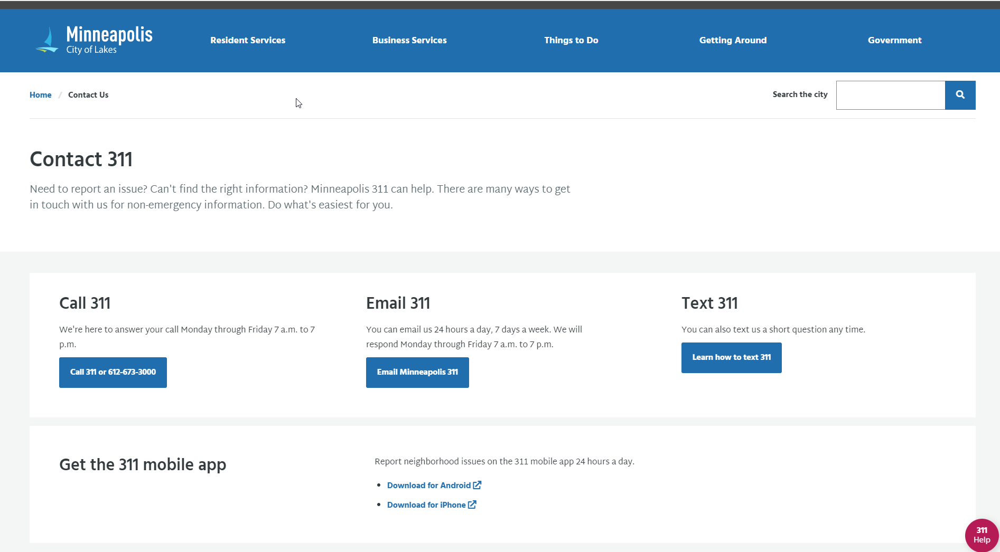 Minneapolis
City of Lakes
Resident Services
Business Services
Things to Do
Getting Around
Government
Home / Contact Us
Search the city
Contact 311
Need to report an issue? Can't find the right information? Minneapolis 311 can help. There are many ways to get
in touch with us for non-emergency information. Do what's easiest for you.
Call 311
We're here to answer your call Monday through Friday 7 a.m. to 7
p.m.
Call 311 or 612-673-3000
Email 311
You can email us 24 hours a day, 7 days a week. We will
respond Monday through Friday 7 a.m. to 7 p.m.
Email Minneapolis 311
Text 311
You can also text us a short question any time.
Learn how to text 311
Get the 311 mobile app
Report neighborhood issues on the 311 mobile app 24 hours a day.
• Download for Android
• Download for iPhone
311
Help